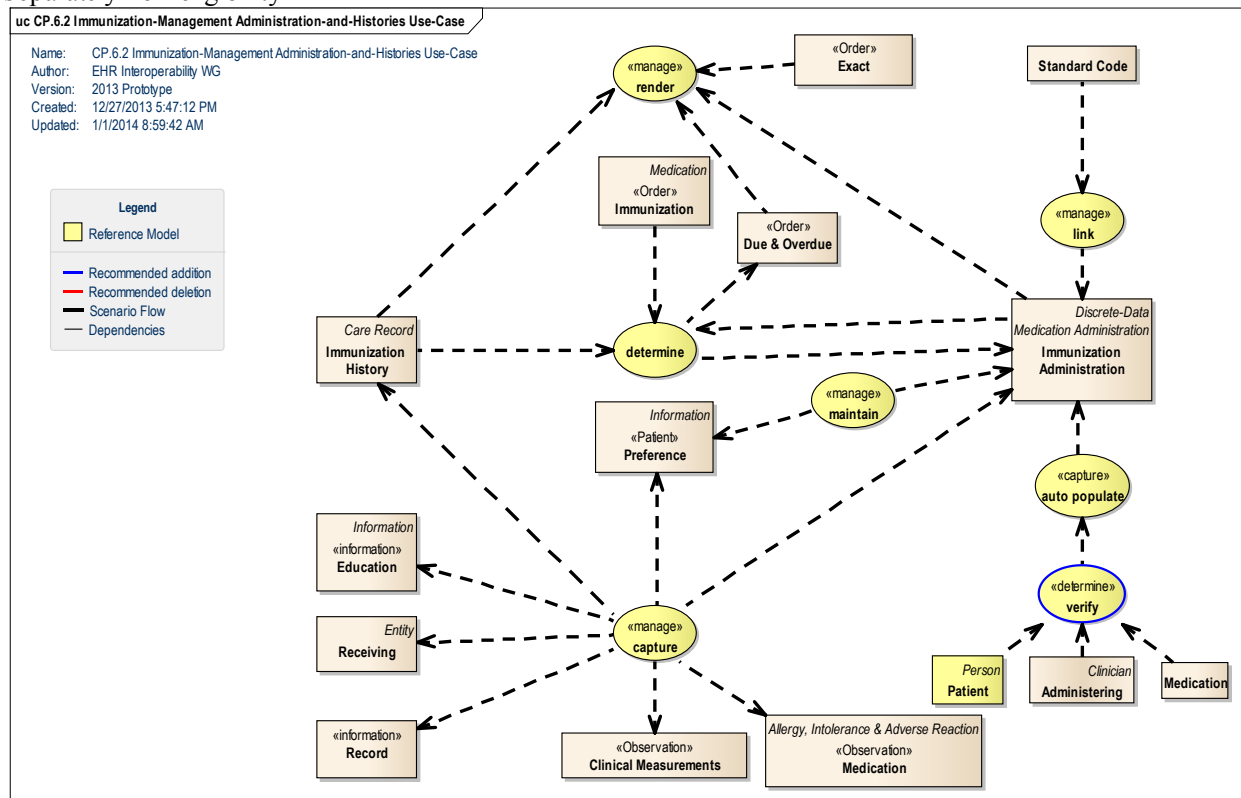 uc CP.6.2 Immunization-Management Administration-and-Histories Use-Case
Name: CP.6.2 Immunization-Management Administration-and-Histories Use-Case
Author: EHR Interoperability WG
Version: 2013 Prototype
Created: 12/27/2013 5:47:12 PM
Updated: 1/1/2014 8:59:42 AM
Legend
Reference Model
Recommended addition
Recommended deletion
Scenario Flow
Dependencies
«manage»
render
«Order»
Exact
Standard Code
Medication
«Order»
Immunization
«Order»
Due & Overdue
«manage»
link
Care Record
Immunization
History
determine
Discrete-Data
Medication Administration
Immunization
Administration
«manage»
maintain
Information
«Patient»
Preference
«capture»
auto populate
Information
«information»
Education
«determine»
verify
Entity
Receiving
«manage»
capture
Person
Patient
Clinician
Administering
Medication
«information»
Record
«Observation»
Clinical Measurements
Allergy, Intolerance & Adverse Reaction
«Observation»
Medication